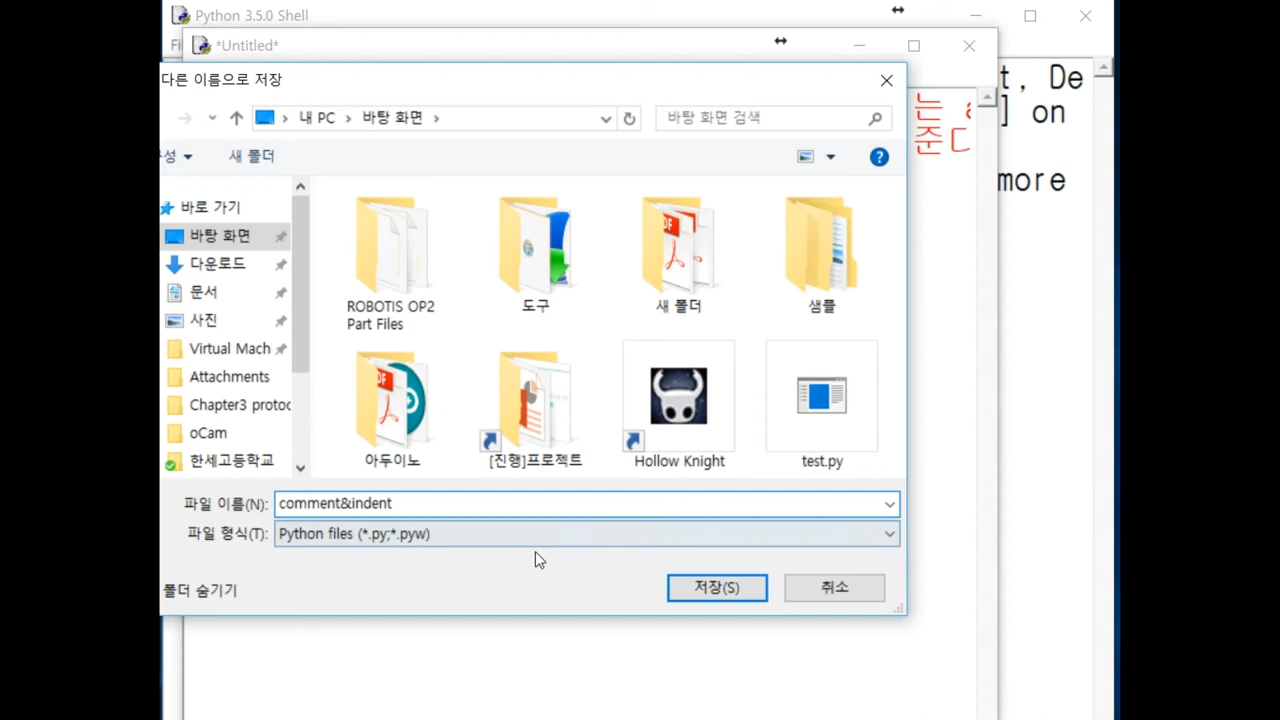 Python 3.5.0 Shell
*Untitled*
다른 이름으로 저장
t, De
는
] on
준
more
내 PC
바탕 화면
바탕 화면 검색
성
새 폴더
바로 가기
바탕 화면
다운로드
문서
사진
Virtual Mach
Attachments
Chapter3 protoc
oCam
한세고등학교
ROBOTIS OP2
Part Files
도구
새 폴더
샘플
아두이노
[진행]프로젝트
Hollow Knight
test.py
파일 이름(N):
comment&indent
파일 형식(T):
Python files (*.py;*.pyw)
폴더 숨기기
저장(S)
취소